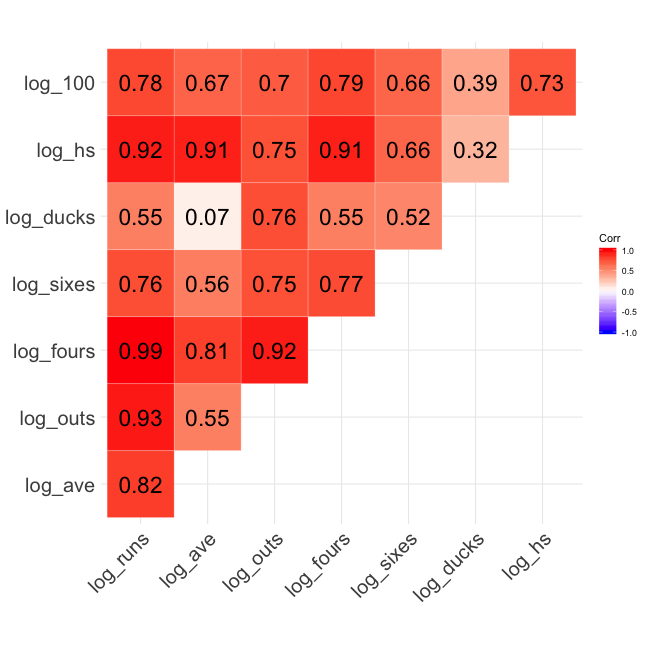 log_100 0.78 0.67 0.7 0.79 0.66 0.39 0.73
log_hs 0.92 0.91 0.75 0.91 0.66 0.32
log_ducks 0.55 0.07 0.76 0.55 0.52
log_sixes 0.76 0.56 0.75 0.77
log_fours 0.99 0.81 0.92
log_outs 0.93 0.55
log_ave 0.82
log_runs log_ave log_outs log_fours log_sixes log_ducks log_hs
Corr
1.0
0.5
0.0
-0.5
-1.0